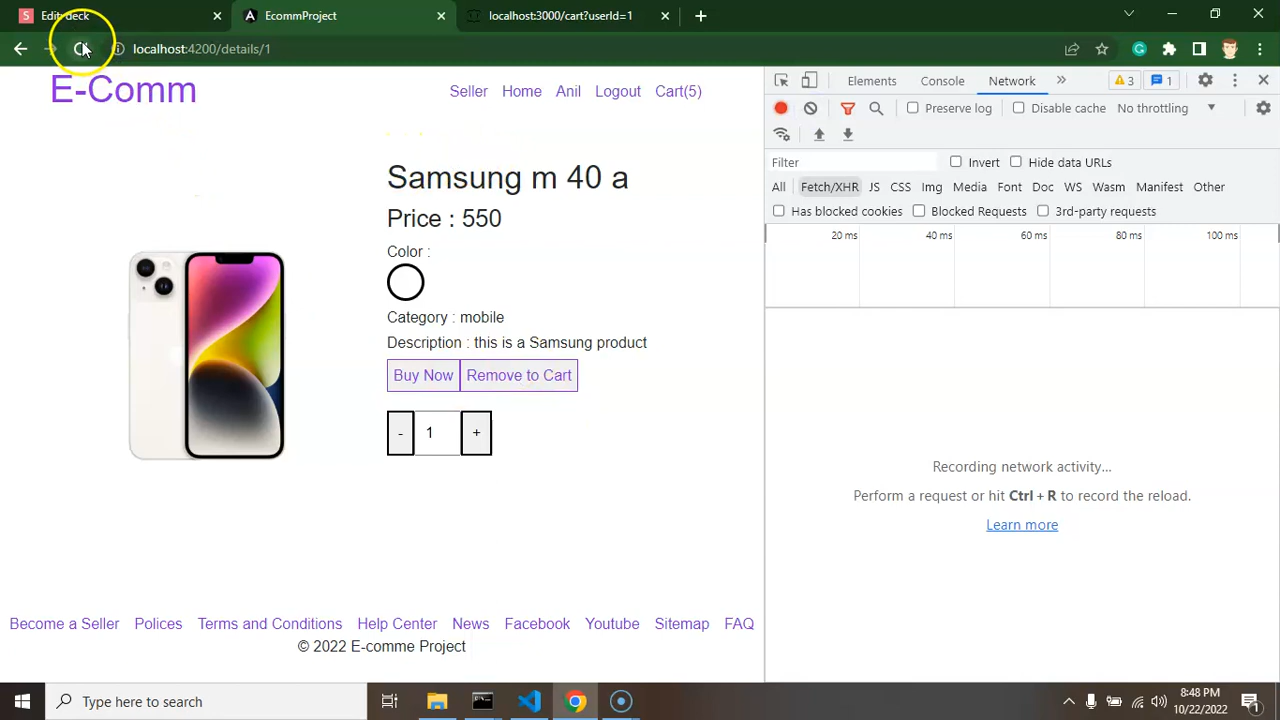 Edit deck
EcommProject
localhost:3000/cart?userId=1
localhost:4200/details/1
E-Comm
Seller Home Anil Logout Cart(5)
Samsung m 40 a
Price : 550
Color :
Category : mobile
Description : this is a Samsung product
Buy Now Remove to Cart
- 1 +
Become a Seller Polices Terms and Conditions Help Center News Facebook Youtube Sitemap FAQ
© 2022 E-comme Project
Elements Console Network » 3 1
Preserve log Disable cache No throttling
Filter Invert Hide data URLs
All Fetch/XHR JS CSS Img Media Font Doc WS Wasm Manifest Other
Has blocked cookies Blocked Requests 3rd-party requests
20 ms 40 ms 60 ms 80 ms 100 ms
Recording network activity...
Perform a request or hit Ctrl + R to record the reload.
Learn more
Type here to search
8:48 PM
10/22/2022
1